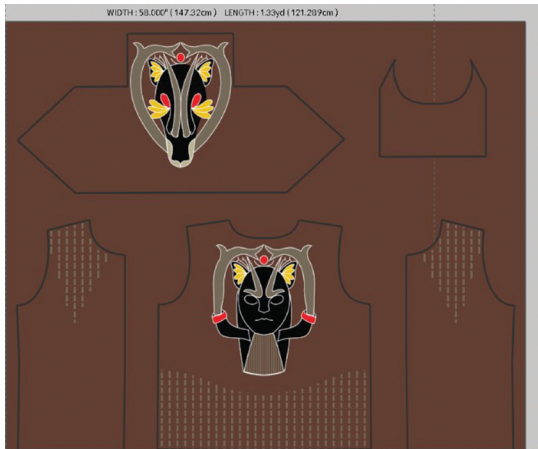 WIDTH : 58.000" ( 147.32cm )   LENGTH : 1.33yd ( 121.289cm )